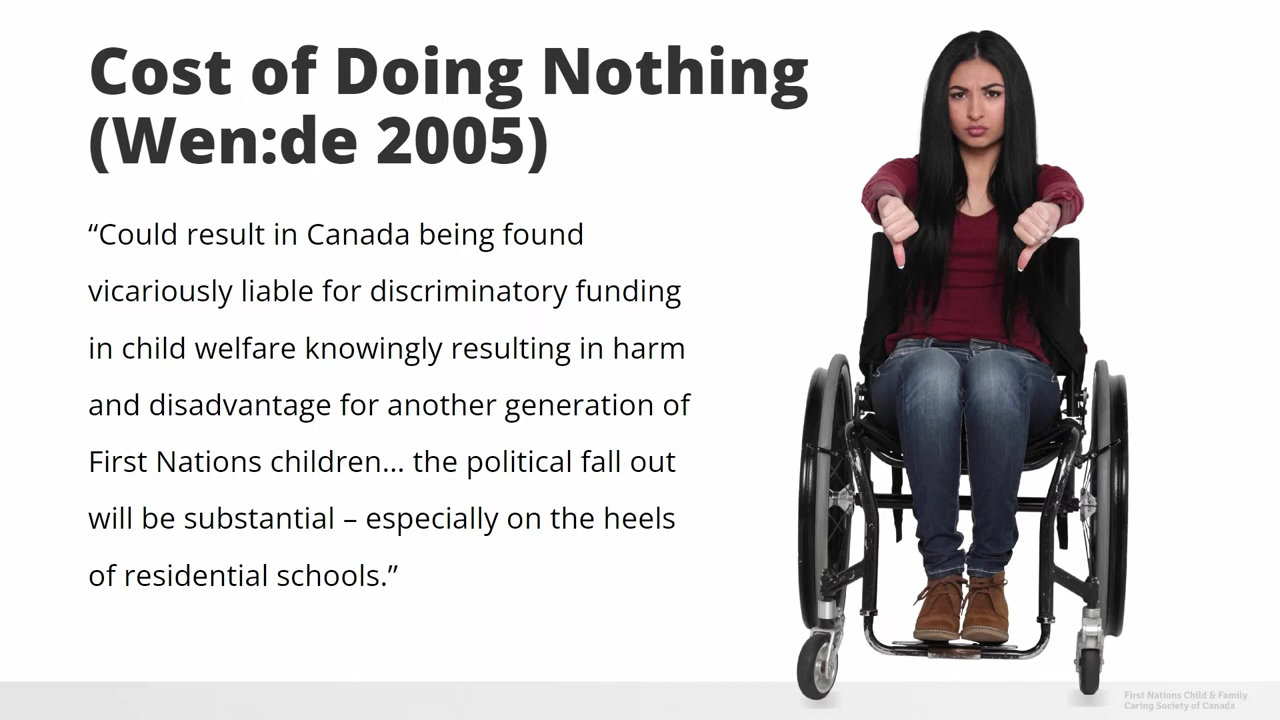 Cost of Doing Nothing
(Wen:de 2005)
“Could result in Canada being found
vicariously liable for discriminatory funding
in child welfare knowingly resulting in harm
and disadvantage for another generation of
First Nations children… the political fall out
will be substantial – especially on the heels
of residential schools.”
First Nations Child & Family
Caring Society of Canada